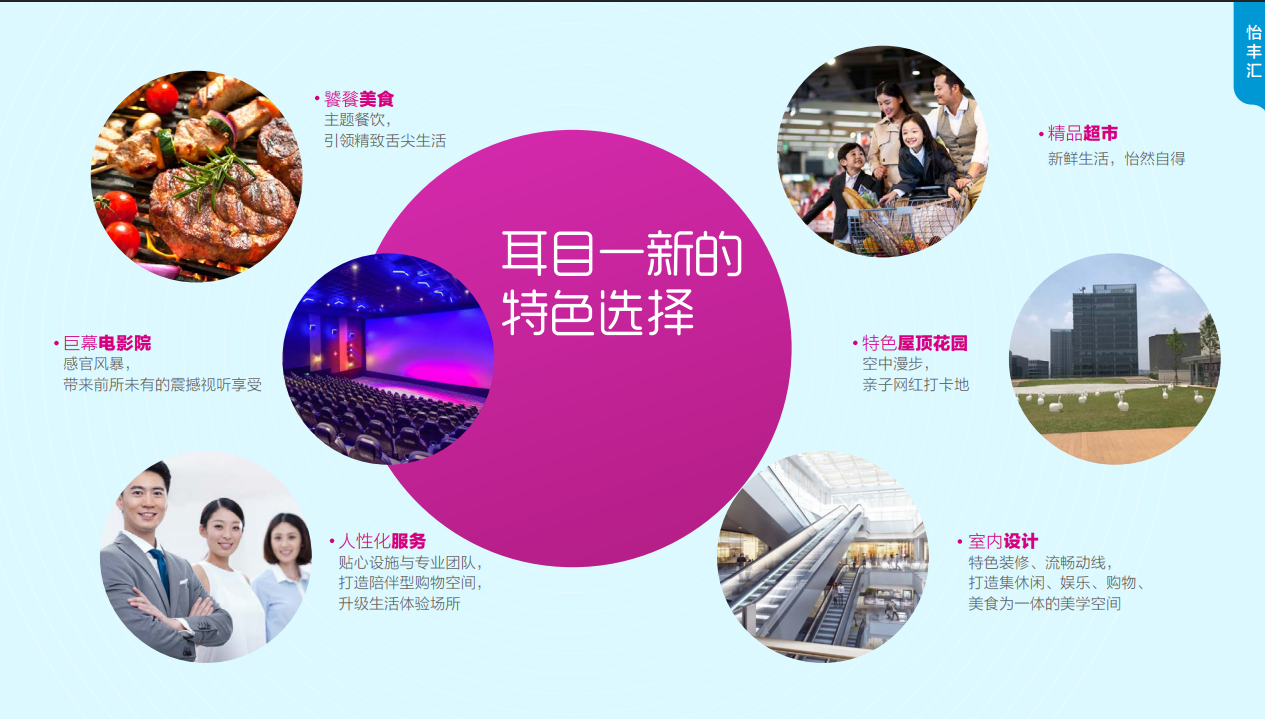 怡丰汇
耳目一新的
特色选择
•饕餮美食
主题餐饮，
引领精致舌尖生活
•巨幕电影院
感官风暴，
带来前所未有的震撼视听享受
•人性化服务
贴心设施与专业团队，
打造陪伴型购物空间，
升级生活体验场所
•精品超市
新鲜生活，怡然自得
•特色屋顶花园
空中漫步，
亲子网红打卡地
•室内设计
特色装修、流畅动线，
打造集休闲、娱乐、购物、
美食为一体的美学空间